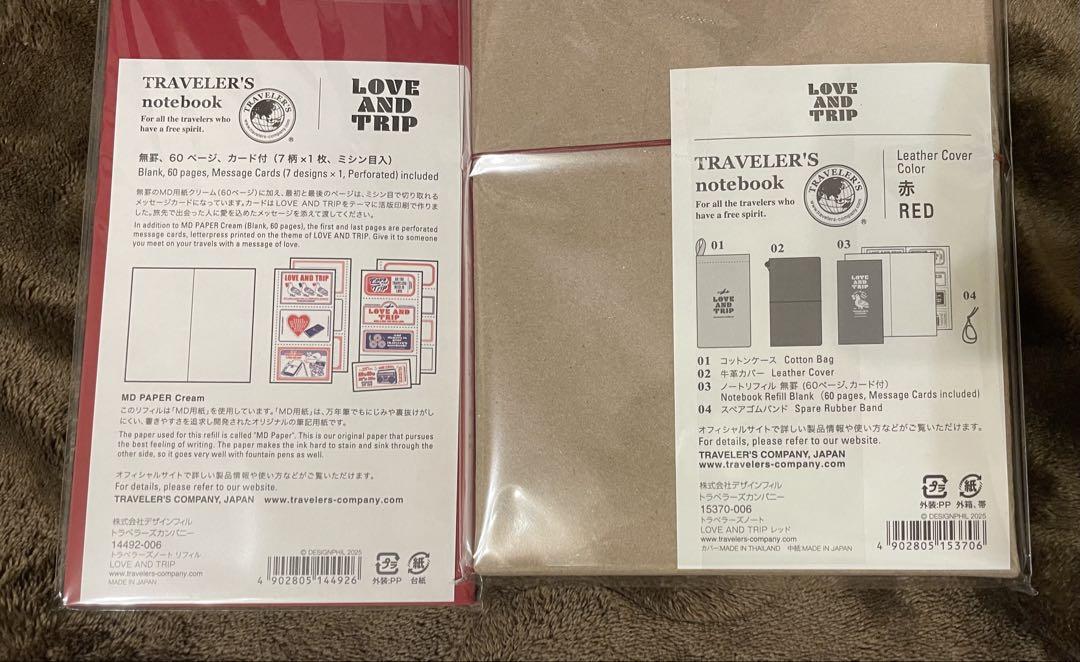 TRAVELER'S
notebook
For all the travelers who
have a free spirit.
TRAVELER'S
www.travelers-company.com
®
LOVE
AND
TRIP
無罫、60 ページ、カード付（7 柄 ×1 枚、ミシン目入）
Blank, 60 pages, Message Cards (7 designs × 1, Perforated) included
無罫のMD用紙クリーム（60ページ）に加え、最初と最後のページは、ミシン目で切り取れる
メッセージカードになっています。カードはLOVE AND TRIPをテーマに活版印刷で作りま
した。旅先で出会った人に愛を込めたメッセージを添えて渡してください。
In addition to MD PAPER Cream (Blank, 60 pages), the first and last pages are perforated
message cards, letterpress printed on the theme of LOVE AND TRIP. Give it to someone
you meet on your travels with a message of love.
LOVE AND TRIP
LOVE AND
TRIP
MD PAPER Cream
このリフィルは「MD用紙」を使用しています。「MD用紙」は、万年筆でもにじみや裏抜けがし
にくい、書きやすさを追求し開発されたオリジナルの筆記用紙です。
The paper used for this refill is called "MD Paper". This is our original paper that pursues
the best feeling of writing. The paper makes the ink hard to stain and sink through the
other side, so it goes very well with fountain pens as well.
オフィシャルサイトで詳しい製品情報や使い方などがご覧いただけます。
For details, please refer to our website.
TRAVELER'S COMPANY, JAPAN www.travelers-company.com
株式会社デザインフィル
トラベラーズカンパニー
14492-006
トラベラーズノート リフィル
LOVE AND TRIP
www.travelers-company.com
MADE IN JAPAN
© DESIGNPHIL 2025
4 902805 144926
プラ
外装:PP
紙
台紙
LOVE
AND
TRIP
TRAVELER'S
notebook
For all the travelers who
have a free spirit.
TRAVELER'S
www.travelers-company.com
®
Leather Cover
Color
赤
RED
01
02
03
04
LOVE
AND
TRIP
LOVE
AND
TRIP
01 コットンケース Cotton Bag
02 牛革カバー Leather Cover
03 ノートリフィル 無罫（60ページ、カード付）
Notebook Refill Blank（60 pages, Message Cards included)
04 スペアゴムバンド Spare Rubber Band
オフィシャルサイトで詳しい製品情報や使い方などがご覧いただけます。
For details, please refer to our website.
TRAVELER'S COMPANY, JAPAN
www.travelers-company.com
株式会社デザインフィル
トラベラーズカンパニー
15370-006
トラベラーズノート
LOVE AND TRIP レッド
カバー:MADE IN THAILAND 中紙:MADE IN JAPAN
プラ
外装:PP
紙
外箱、帯
© DESIGNPHIL 2025
4 902805 153706